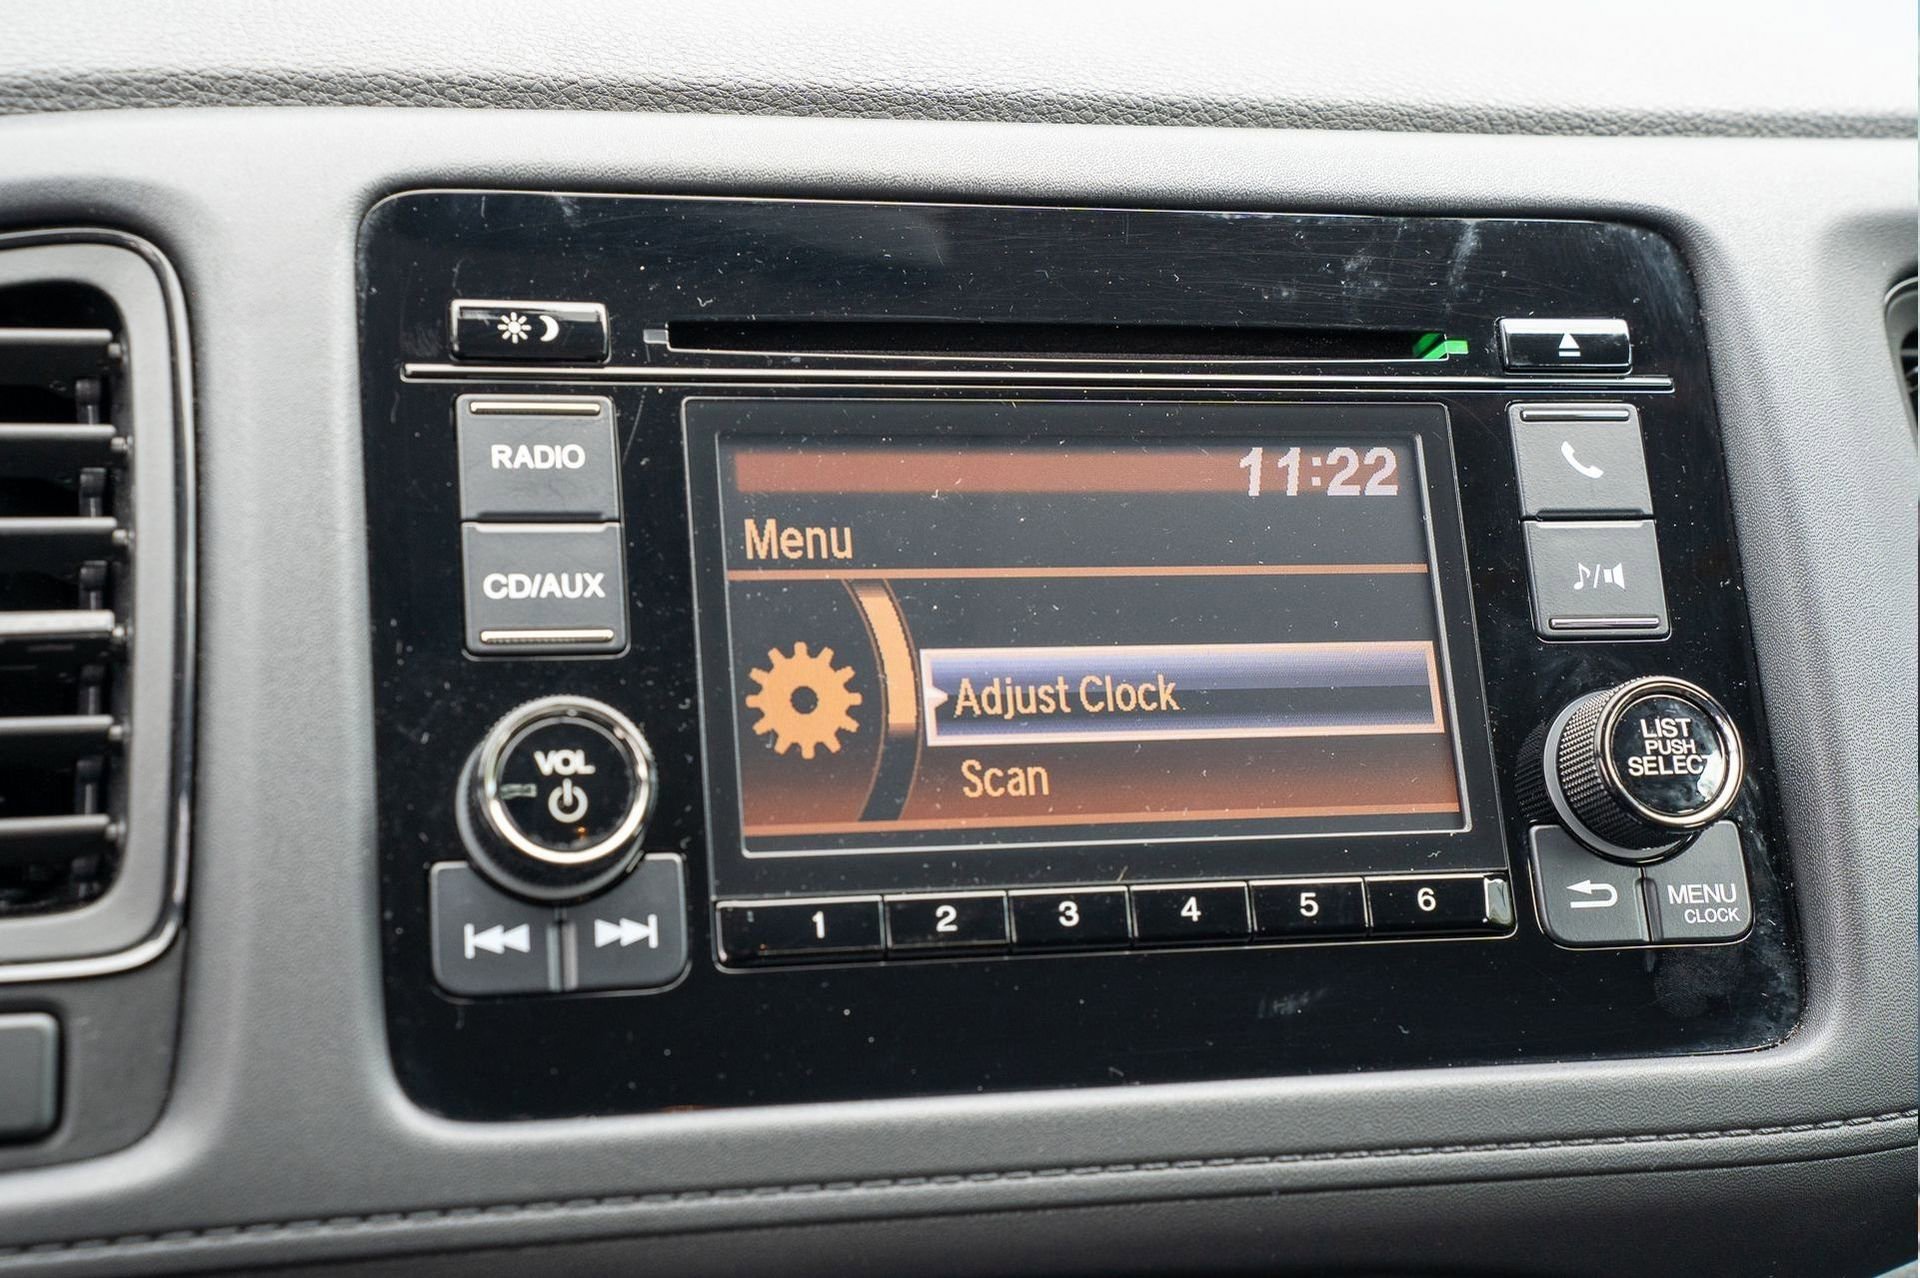 RADIO
CD/AUX
VOL
11:22
Menu
Adjust Clock
Scan
1 2 3 4 5 6
LIST
PUSH
SELECT
MENU
CLOCK